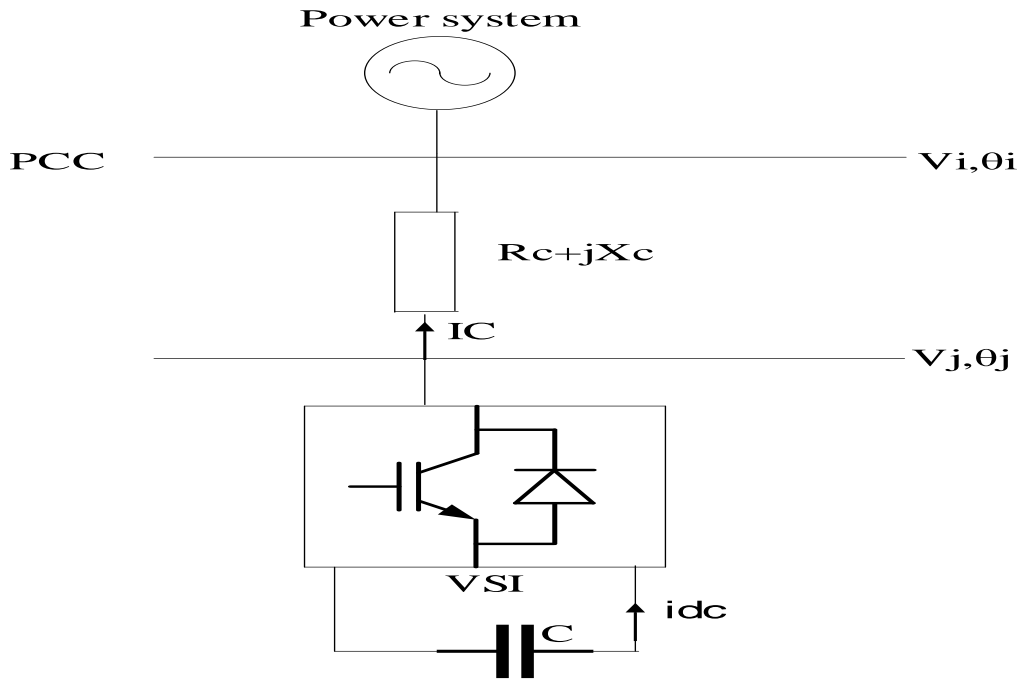 Power system
PCC
Vi,θi
Rc+jXc
IC
Vj,θj
VSI
idc
C